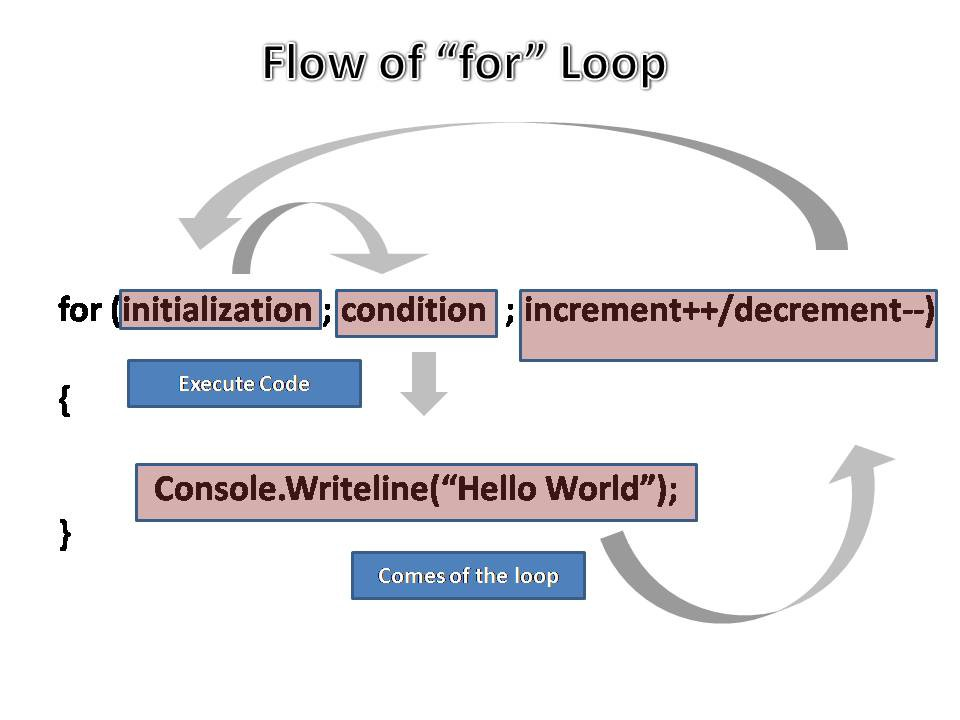 Flow of “for” Loop
for (initialization ; condition ; increment++/decrement--)
Execute Code
{
Console.Writeline(“Hello World”);
}
Comes of the loop